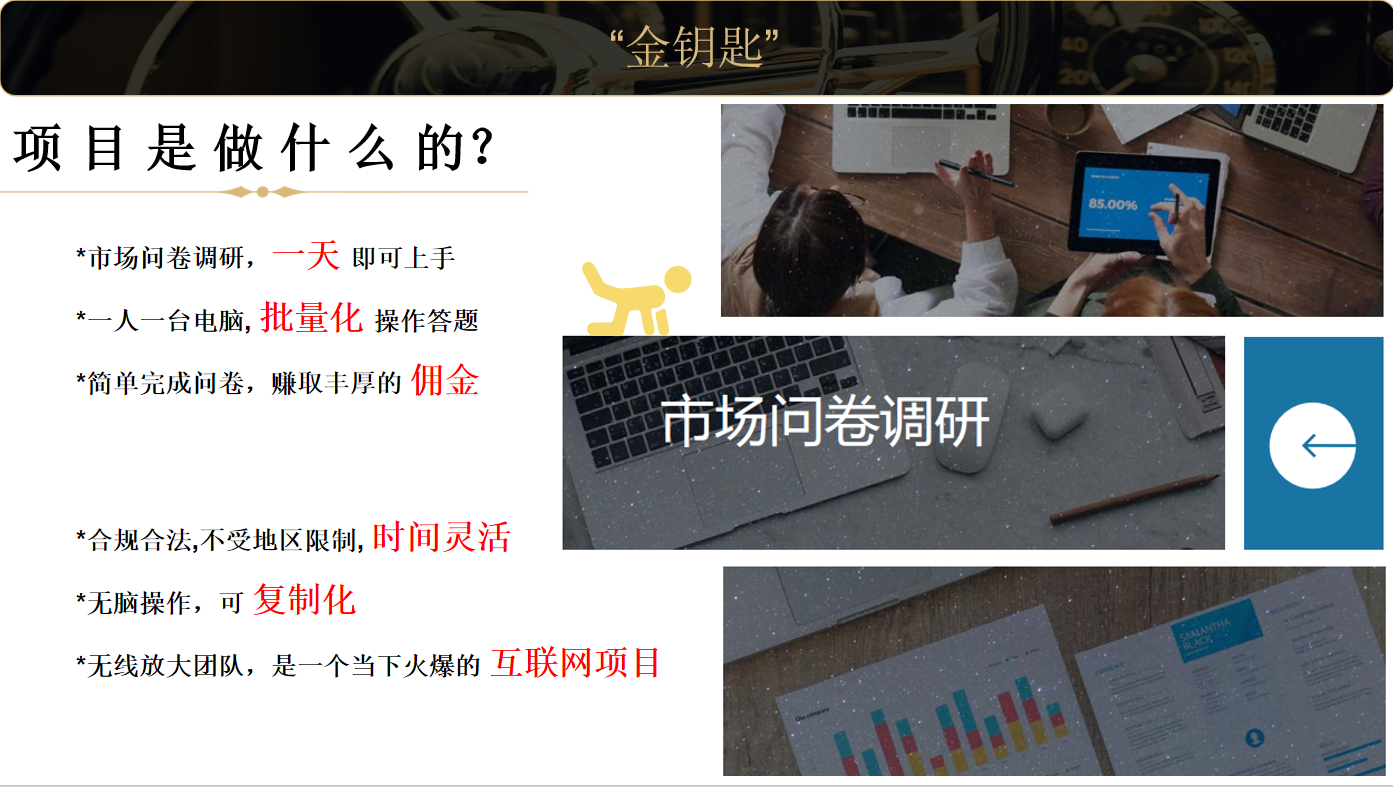 “金钥匙”
项目是做什么的？
*市场问卷调研，一天 即可上手
*一人一台电脑, 批量化 操作答题
*简单完成问卷，赚取丰厚的 佣金
*合规合法,不受地区限制, 时间灵活
*无脑操作，可 复制化
*无线放大团队，是一个当下火爆的 互联网项目
85.00%
市场问卷调研
SAMANTHA
BLACK
Our company